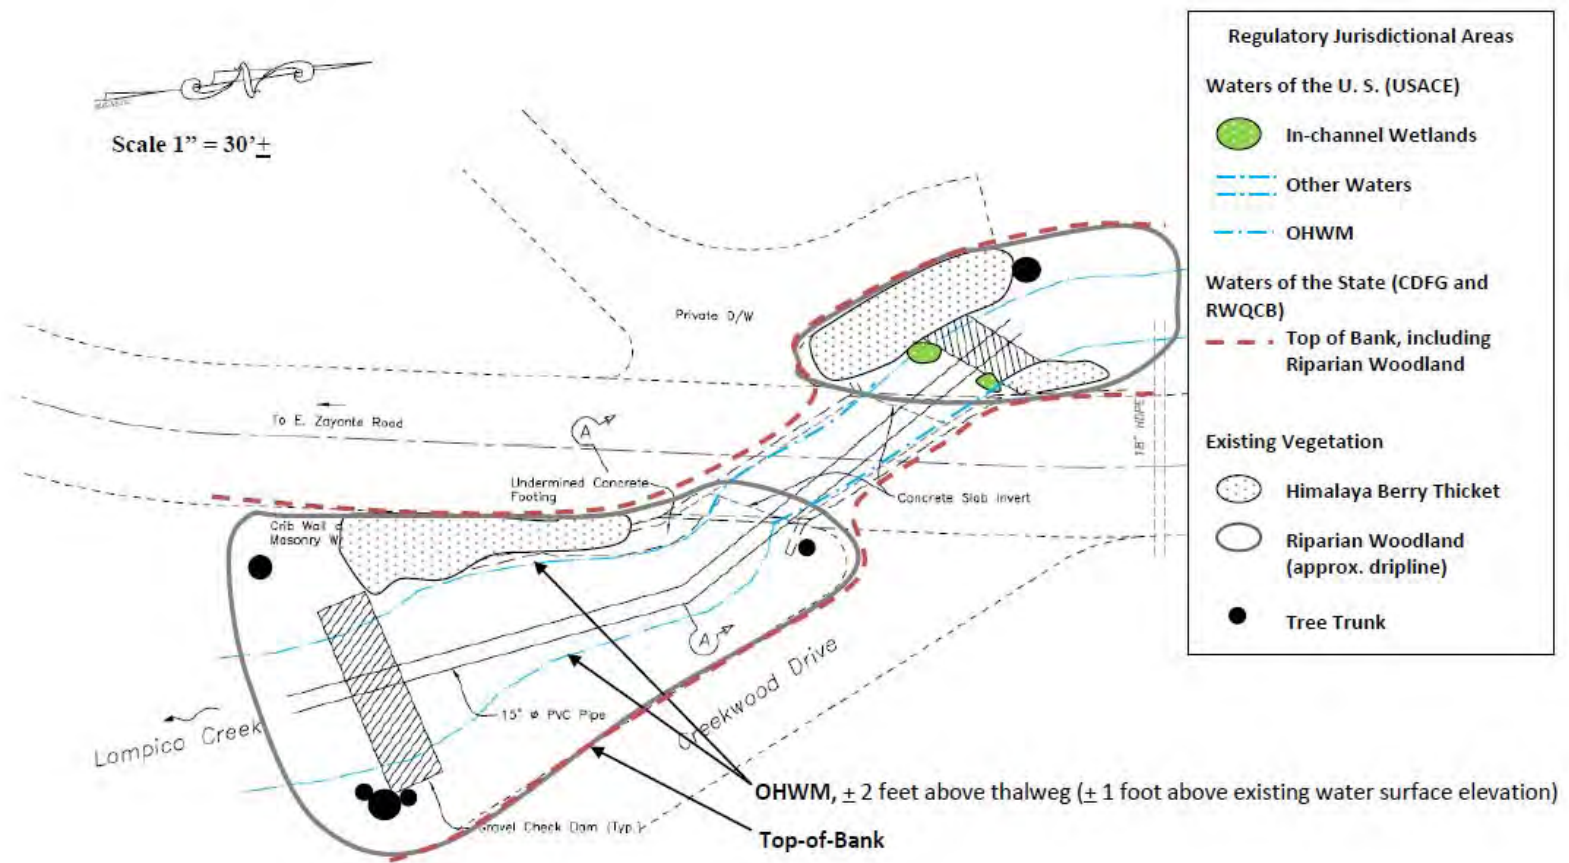 Scale 1” = 30’±
Private D/W
To E. Zayante Road
A
Undermined Concrete
Footing
Concrete Slab Invert
18" HDPE
Crib Wall
Masonry
A
15" ø PVC Pipe
Creekwood Drive
Lompico Creek
Gravel Check Dam (Typ.)
OHWM, ± 2 feet above thalweg (± 1 foot above existing water surface elevation)
Top-of-Bank
Regulatory Jurisdictional Areas
Waters of the U. S. (USACE)
In-channel Wetlands
Other Waters
OHWM
Waters of the State (CDFG and
RWQCB)
Top of Bank, including
Riparian Woodland
Existing Vegetation
Himalaya Berry Thicket
Riparian Woodland
(approx. dripline)
Tree Trunk